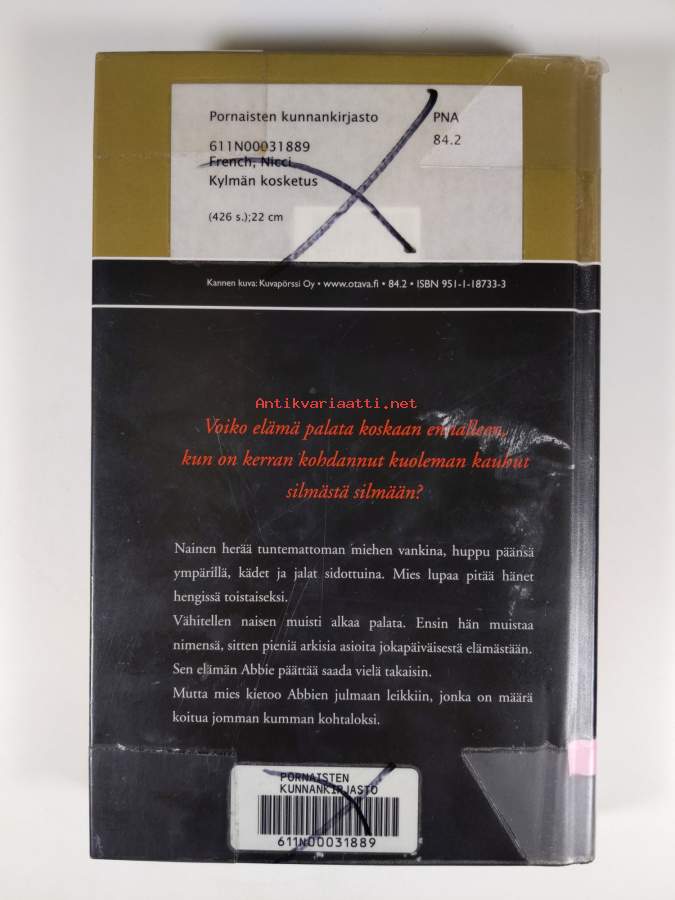 Pornaisten kunnankirjasto PNA
84.2
611N00031889
French, Nicci
Kylmän kosketus
(426 s.);22 cm
Kannen kuva: Kuvapörssi Oy • www.otava.fi • 84.2 • ISBN 951-1-18733-3
Antikvariaatti.net
Voiko elämä palata koskaan ennalleen,
kun on kerran kohdannut kuoleman kauhut
silmästä silmään?
Nainen herää tuntemattoman miehen vankina, huppu päänsä
ympärillä, kädet ja jalat sidottuina. Mies lupaa pitää hänet
hengissä toistaiseksi.
Vähitellen naisen muisti alkaa palata. Ensin hän muistaa
nimensä, sitten pieniä arkisia asioita jokapäiväisestä elämästään.
Sen elämän Abbie päättää saada vielä takaisin.
Mutta mies kietoo Abbien julmaan leikkiin, jonka on määrä
koitua jomman kumman kohtaloksi.
PORNAISTEN
KUNNANKIRJASTO
611N00031889